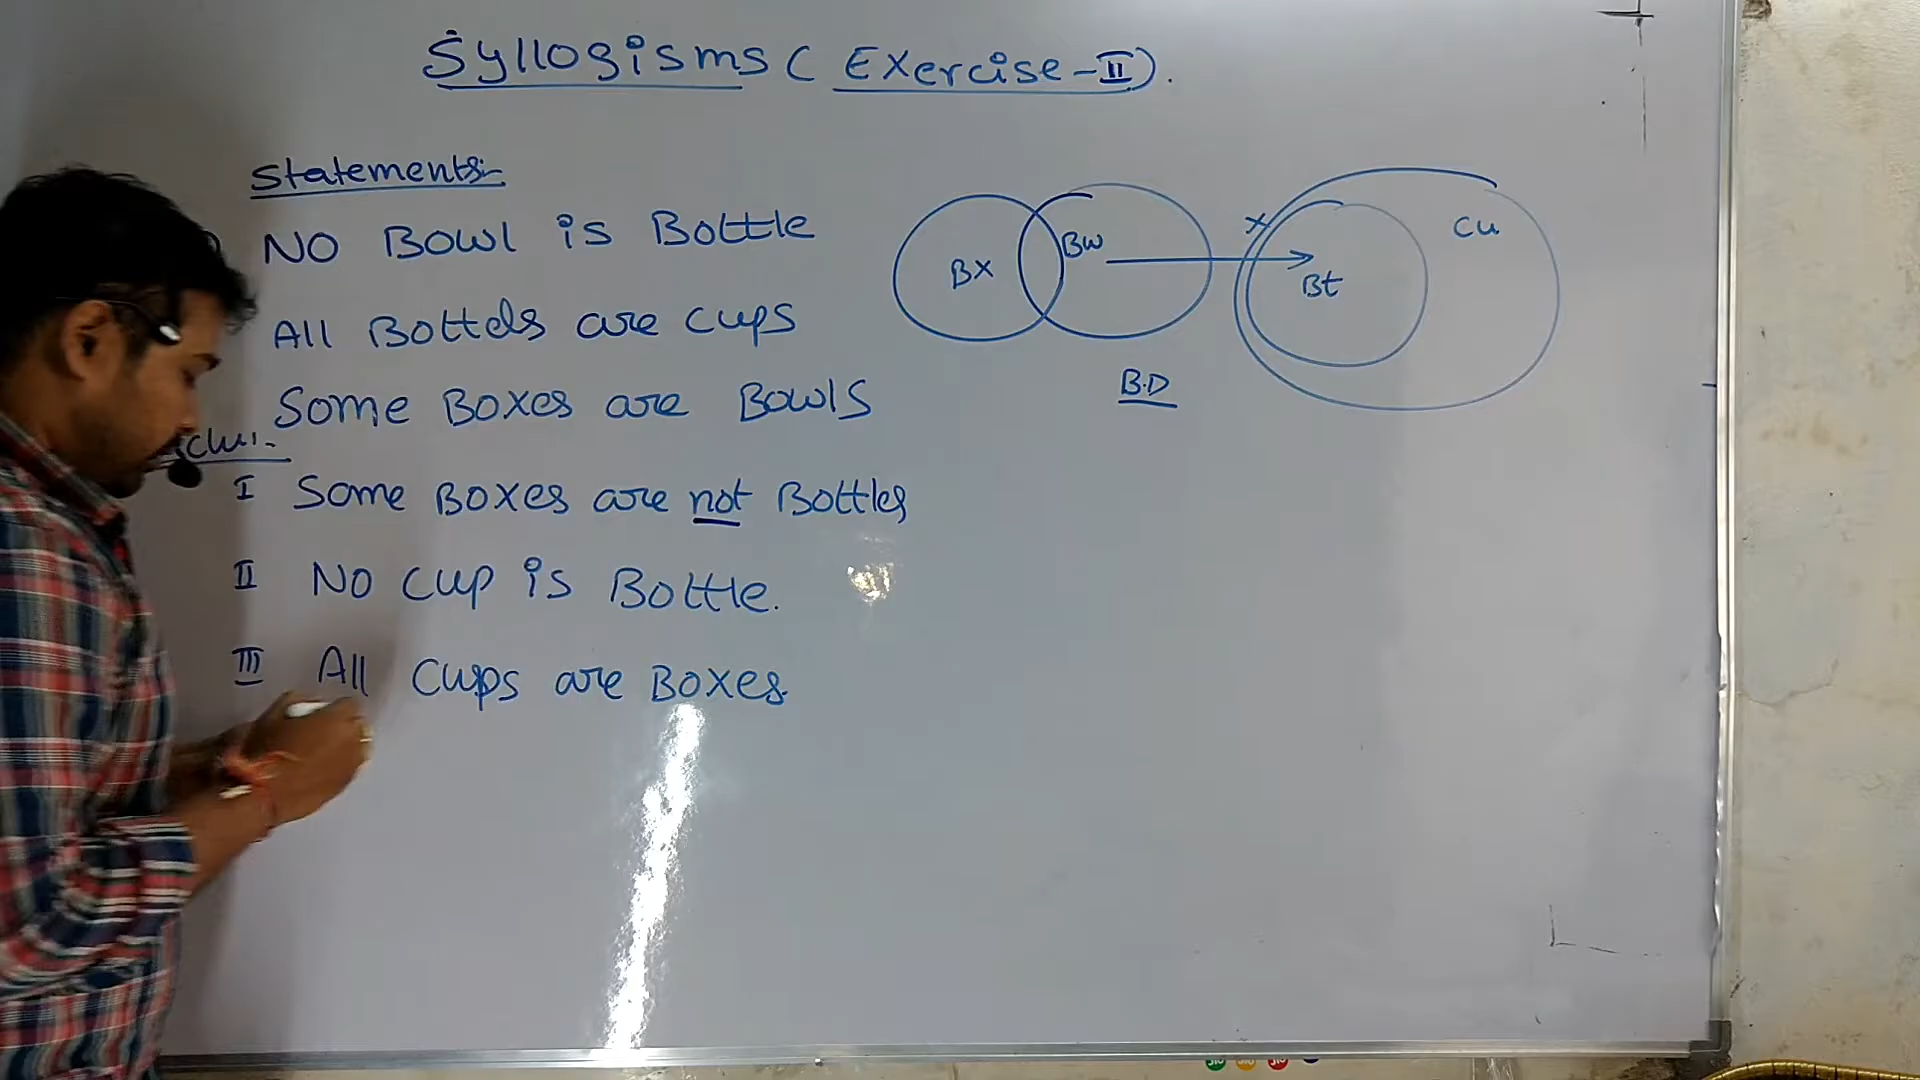 Syllogisms ( Exercise-II).
Statements:-
NO Bowl is Bottle
All Bottels are cups
Some Boxes are Bowls
I Some Boxes are not Bottles
II NO Cup is Bottle.
III All Cups are Boxes.
Bx Bw x Bt Cu
B.D